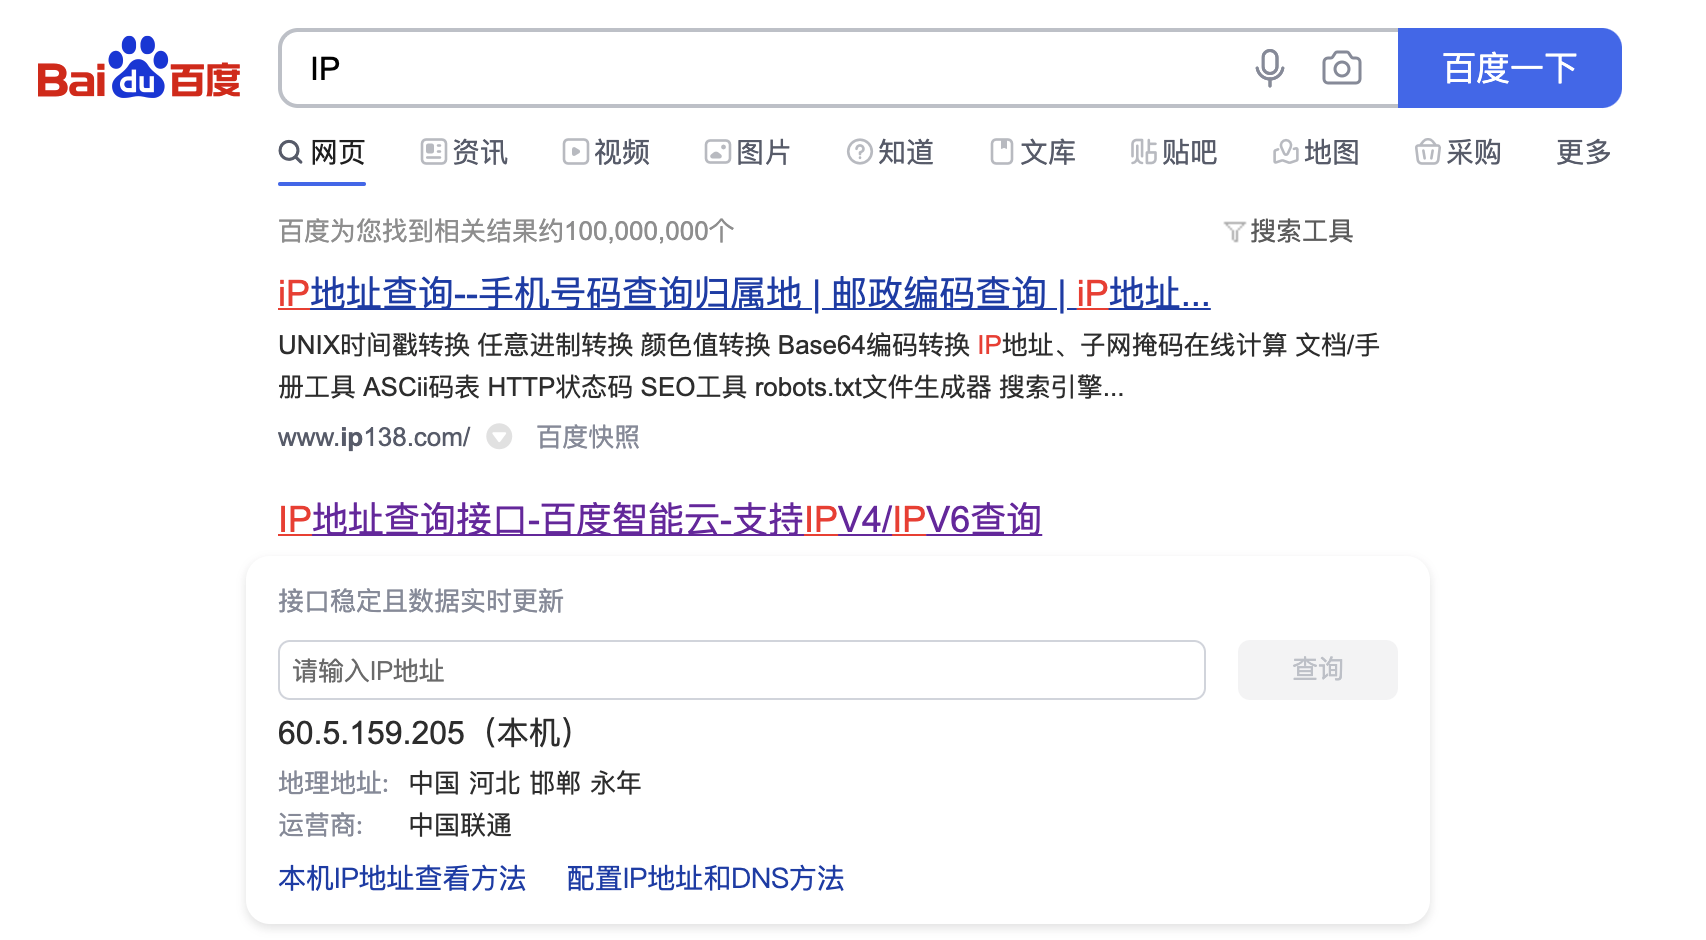 Bai du 百度
IP
百度一下
网页 资讯 视频 图片 知道 文库 贴 贴吧 地图 采购 更多
百度为您找到相关结果约100,000,000个 搜索工具
iP地址查询--手机号码查询归属地 | 邮政编码查询 | iP地址...
UNIX时间戳转换 任意进制转换 颜色值转换 Base64编码转换 IP地址、子网掩码在线计算 文档/手
册工具 ASCii码表 HTTP状态码 SEO工具 robots.txt文件生成器 搜索引擎...
www.ip138.com/ 百度快照
IP地址查询接口-百度智能云-支持IPV4/IPV6查询
接口稳定且数据实时更新
请输入IP地址 查询
60.5.159.205（本机）
地理地址: 中国 河北 邯郸 永年
运营商: 中国联通
本机IP地址查看方法 配置IP地址和DNS方法